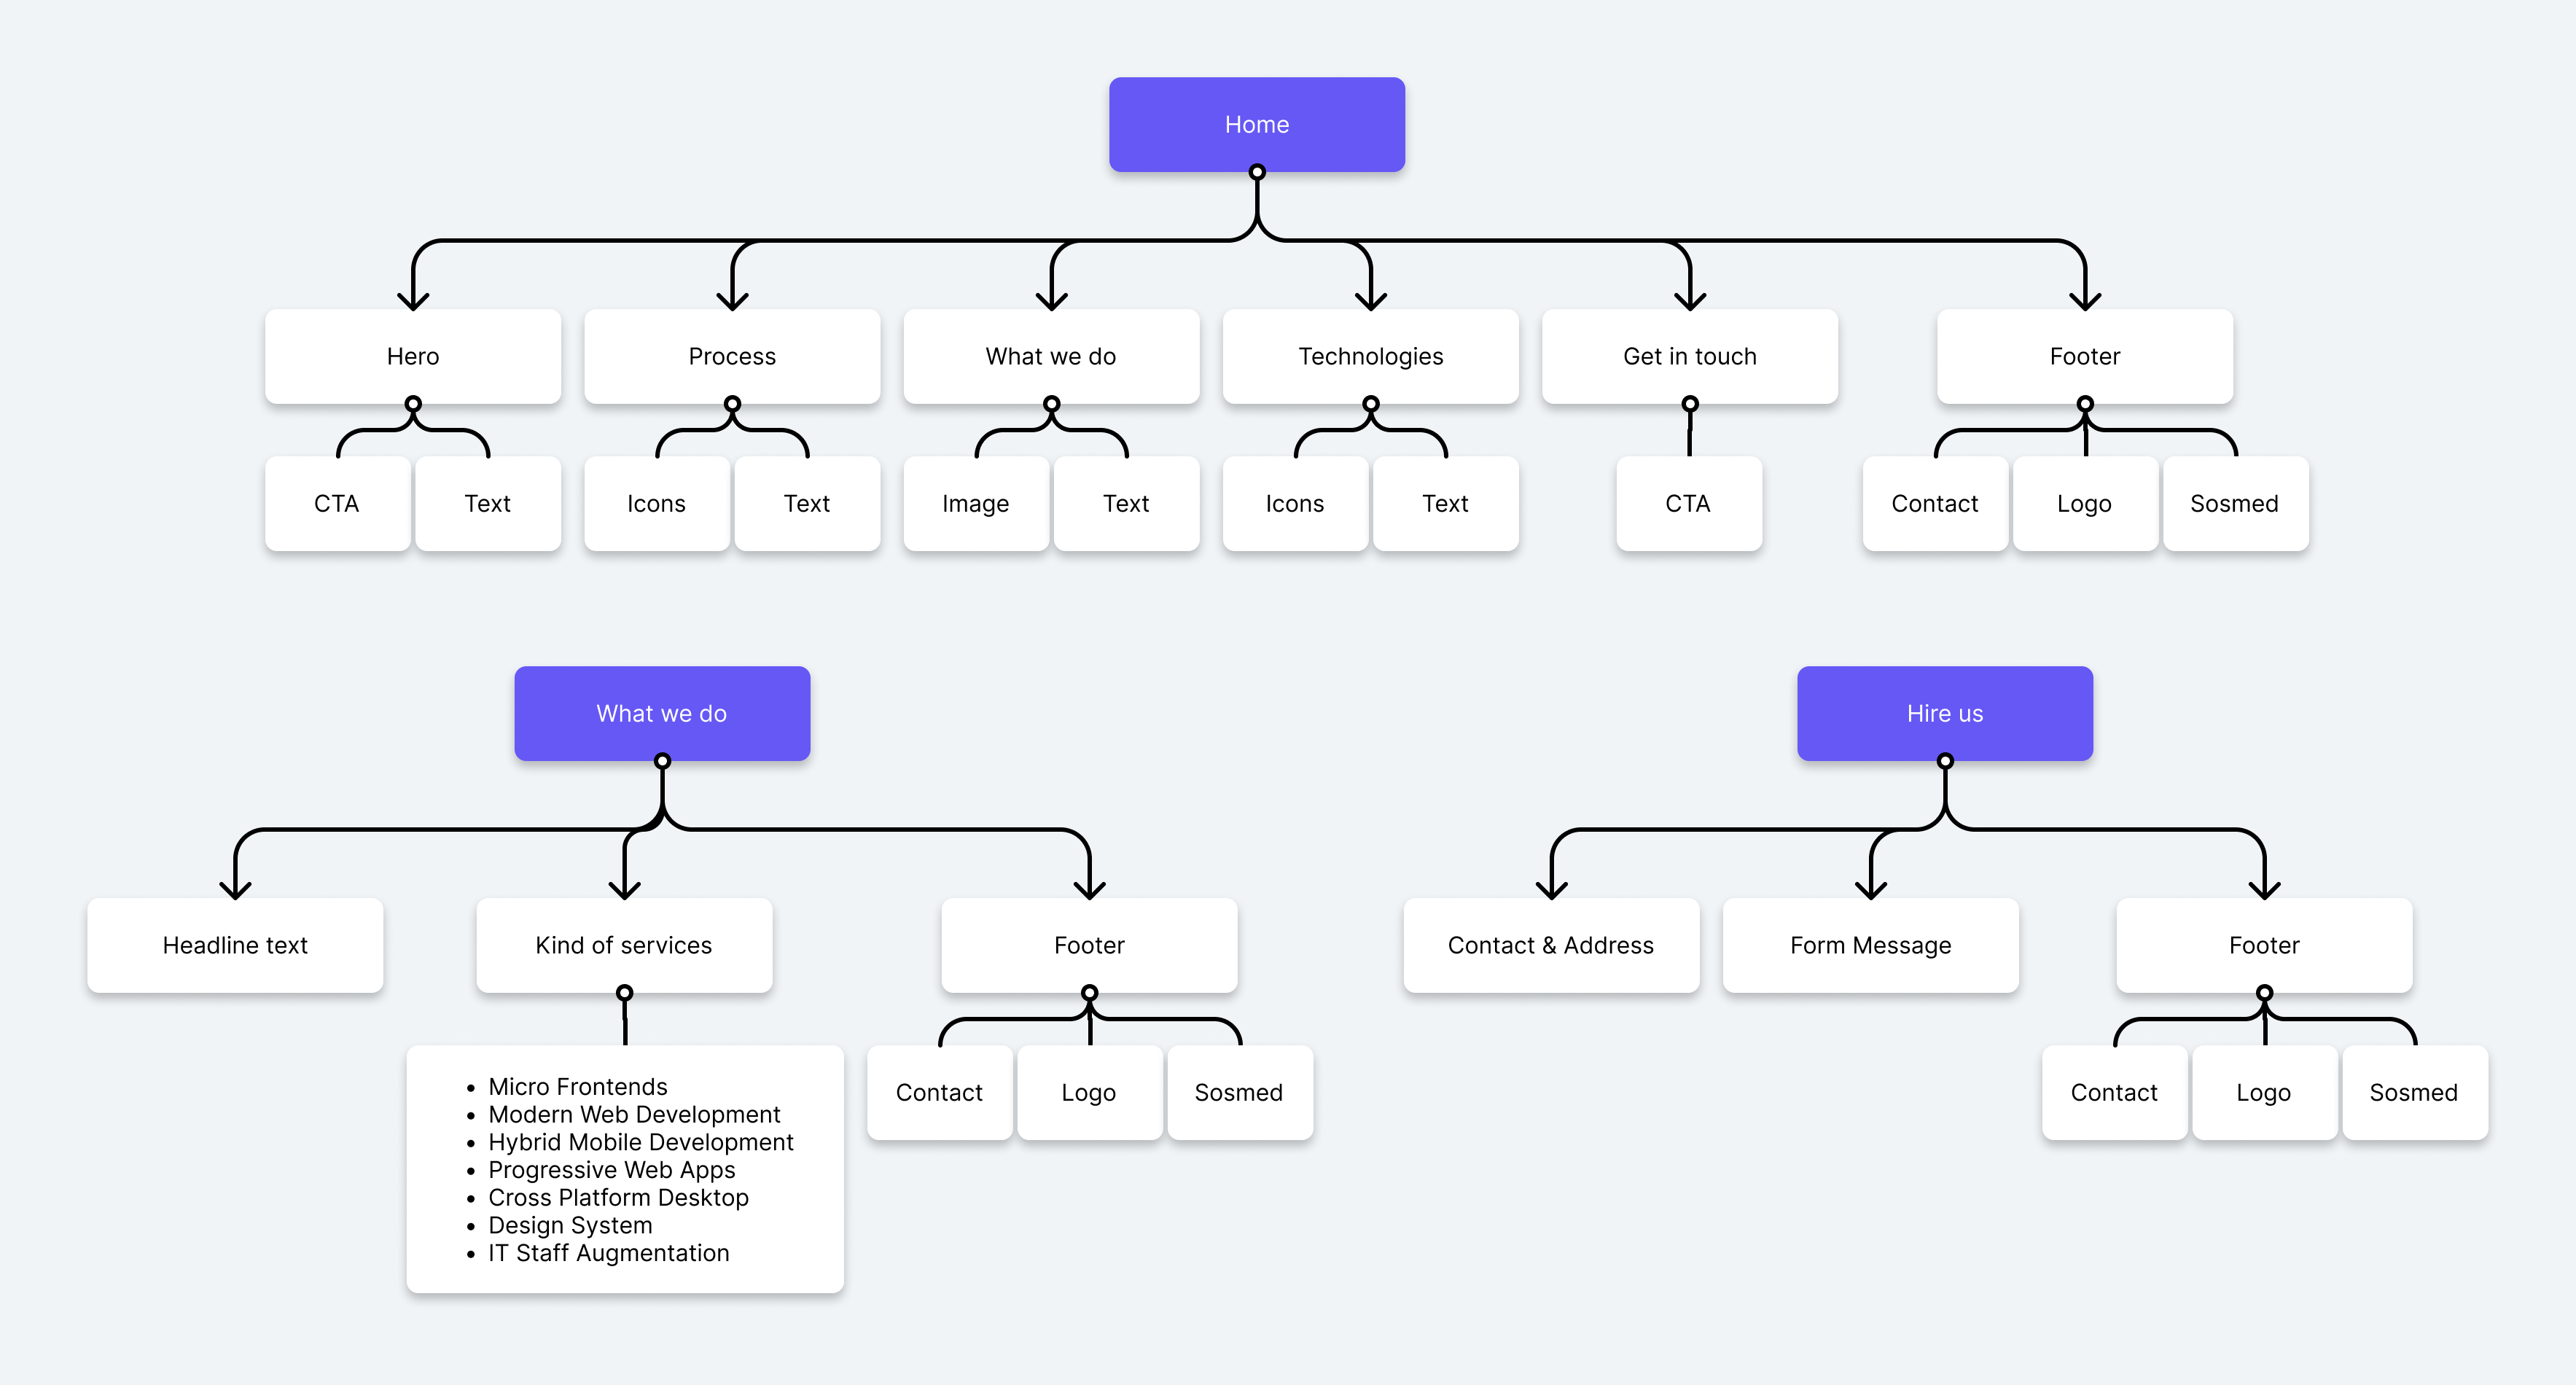 Home
Hero
Process
What we do
Technologies
Get in touch
Footer
CTA
Text
Icons
Text
Image
Text
Icons
Text
CTA
Contact
Logo
Sosmed
What we do
Headline text
Kind of services
Footer
• Micro Frontends
• Modern Web Development
• Hybrid Mobile Development
• Progressive Web Apps
• Cross Platform Desktop
• Design System
• IT Staff Augmentation
Contact
Logo
Sosmed
Hire us
Contact & Address
Form Message
Footer
Contact
Logo
Sosmed